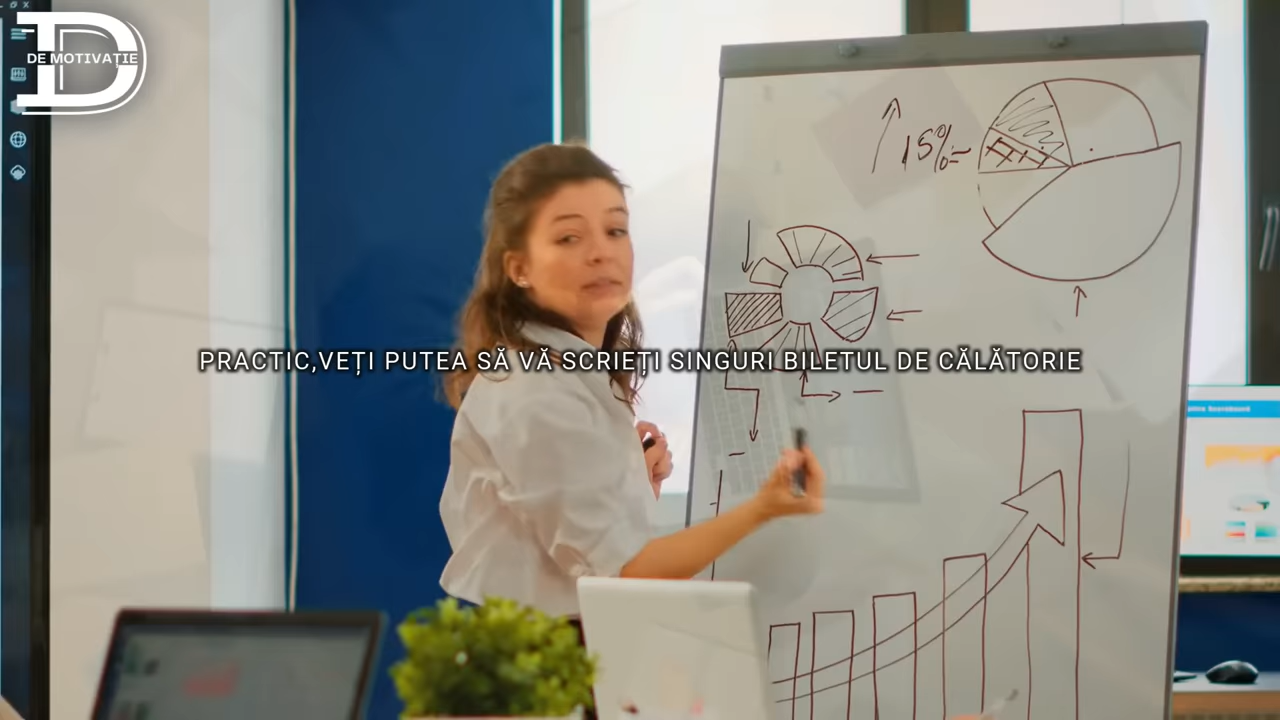 DE MOTIVAȚIE
15%
PRACTIC,VEȚI PUTEA SĂ VĂ SCRIEȚI SINGURI BILETUL DE CĂLĂTORIE